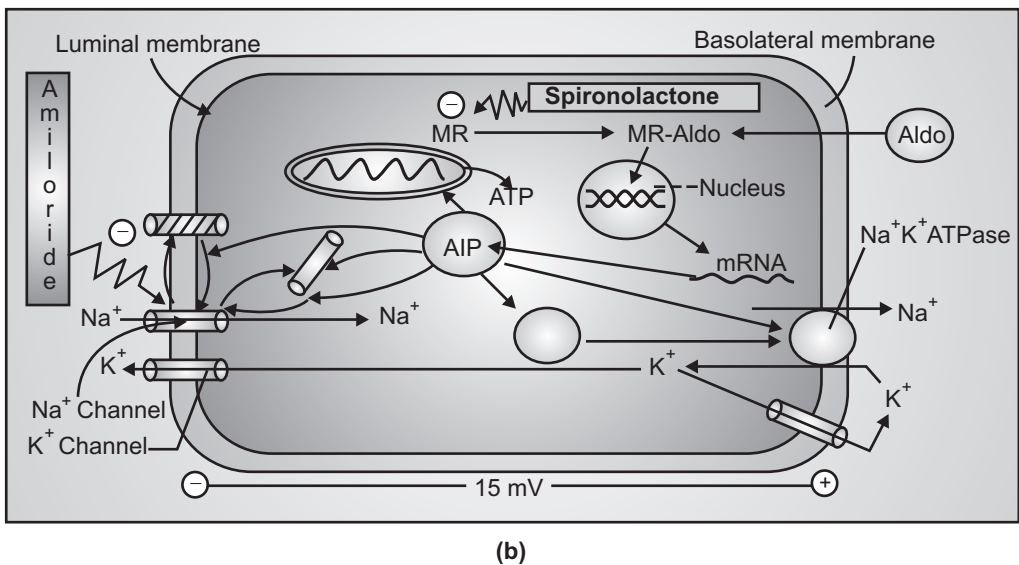 Luminal membrane
Basolateral membrane
Amiloride
Spironolactone
−
MR
MR-Aldo
Aldo
ATP
Nucleus
−
AIP
Na⁺K⁺ATPase
mRNA
Na⁺
Na⁺
Na⁺
K⁺
K⁺
K⁺
Na⁺ Channel
K⁺ Channel
−
15 mV
+
(b)